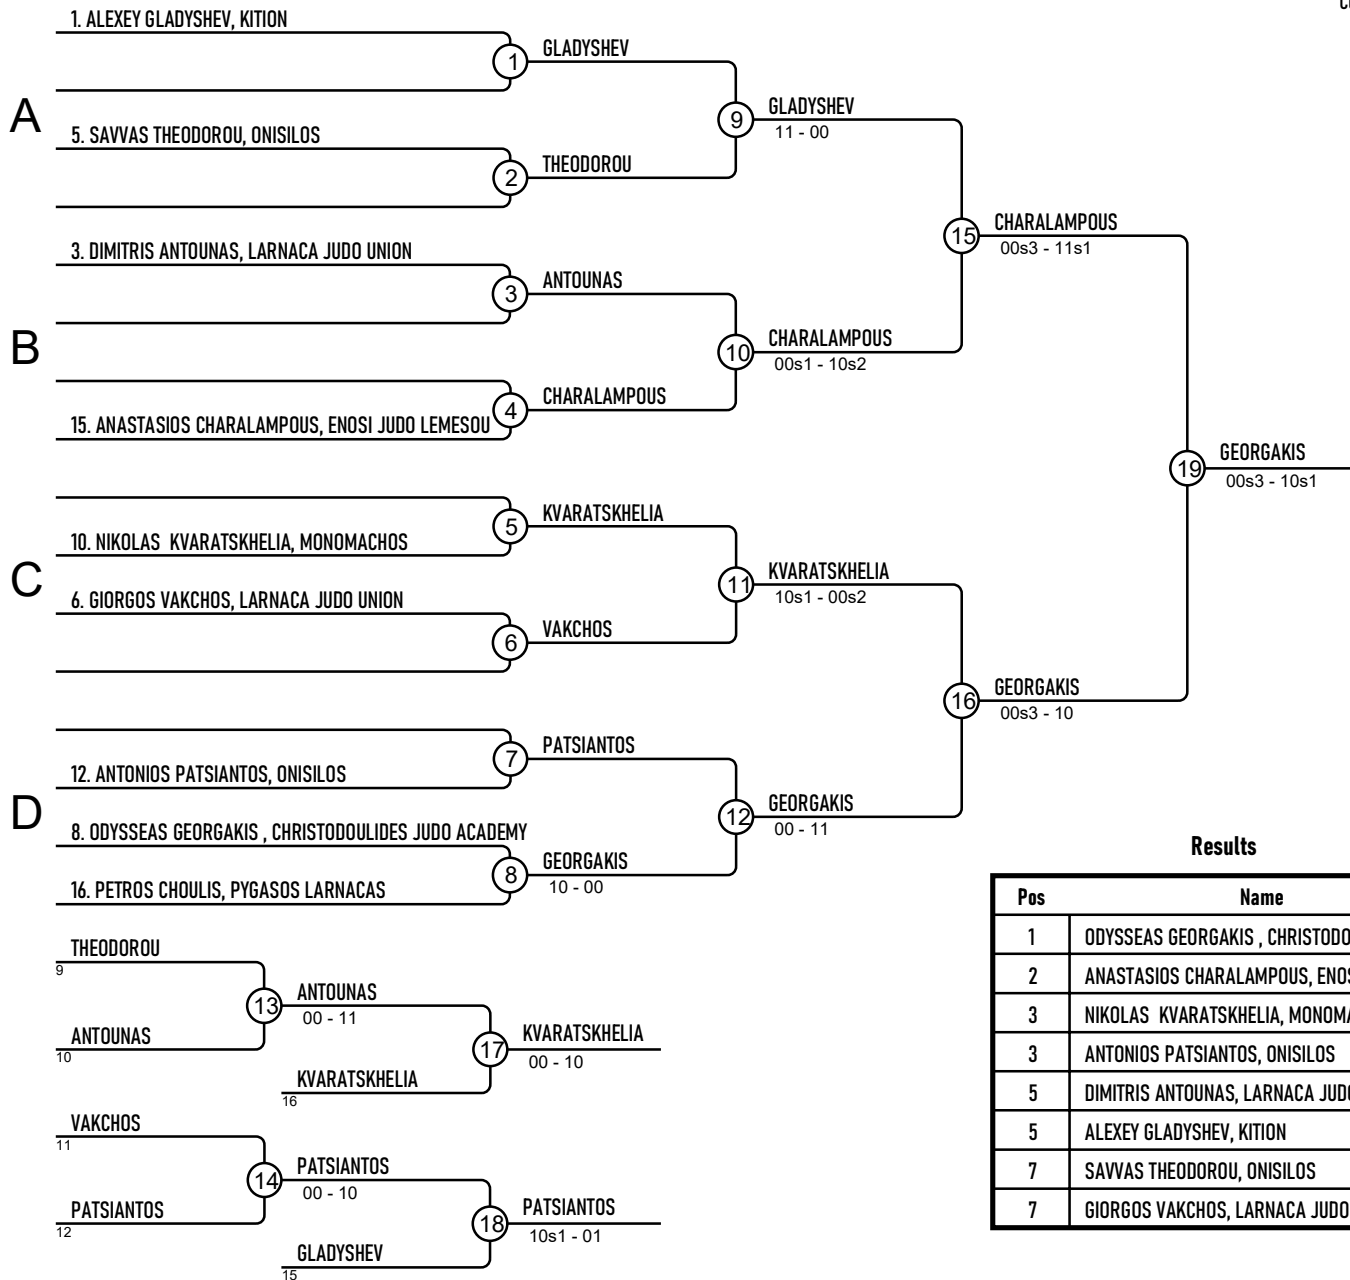 1. ALEXEY GLADYSHEV, KITION
1
GLADYSHEV
A
9
GLADYSHEV
11 - 00
5. SAVVAS THEODOROU, ONISILOS
2
THEODOROU
15
CHARALAMPOUS
00s3 - 11s1
3. DIMITRIS ANTOUNAS, LARNACA JUDO UNION
3
ANTOUNAS
B
10
CHARALAMPOUS
00s1 - 10s2
4
CHARALAMPOUS
15. ANASTASIOS CHARALAMPOUS, ENOSI JUDO LEMESOU
19
GEORGAKIS
00s3 - 10s1
5
KVARATSKHELIA
10. NIKOLAS KVARATSKHELIA, MONOMACHOS
C
11
KVARATSKHELIA
10s1 - 00s2
6. GIORGOS VAKCHOS, LARNACA JUDO UNION
6
VAKCHOS
16
GEORGAKIS
00s3 - 10
7
PATSIANTOS
12. ANTONIOS PATSIANTOS, ONISILOS
D
12
GEORGAKIS
00 - 11
8. ODYSSEAS GEORGAKIS , CHRISTODOULIDES JUDO ACADEMY
8
GEORGAKIS
10 - 00
16. PETROS CHOULIS, PYGASOS LARNACAS
THEODOROU
9
13
ANTOUNAS
00 - 11
ANTOUNAS
10
17
KVARATSKHELIA
00 - 10
KVARATSKHELIA
16
VAKCHOS
11
14
PATSIANTOS
00 - 10
PATSIANTOS
12
18
PATSIANTOS
10s1 - 01
GLADYSHEV
15
Results
Pos Name
1 ODYSSEAS GEORGAKIS , CHRISTODO
2 ANASTASIOS CHARALAMPOUS, ENOS
3 NIKOLAS KVARATSKHELIA, MONOMA
3 ANTONIOS PATSIANTOS, ONISILOS
5 DIMITRIS ANTOUNAS, LARNACA JUDO
5 ALEXEY GLADYSHEV, KITION
7 SAVVAS THEODOROU, ONISILOS
7 GIORGOS VAKCHOS, LARNACA JUDO